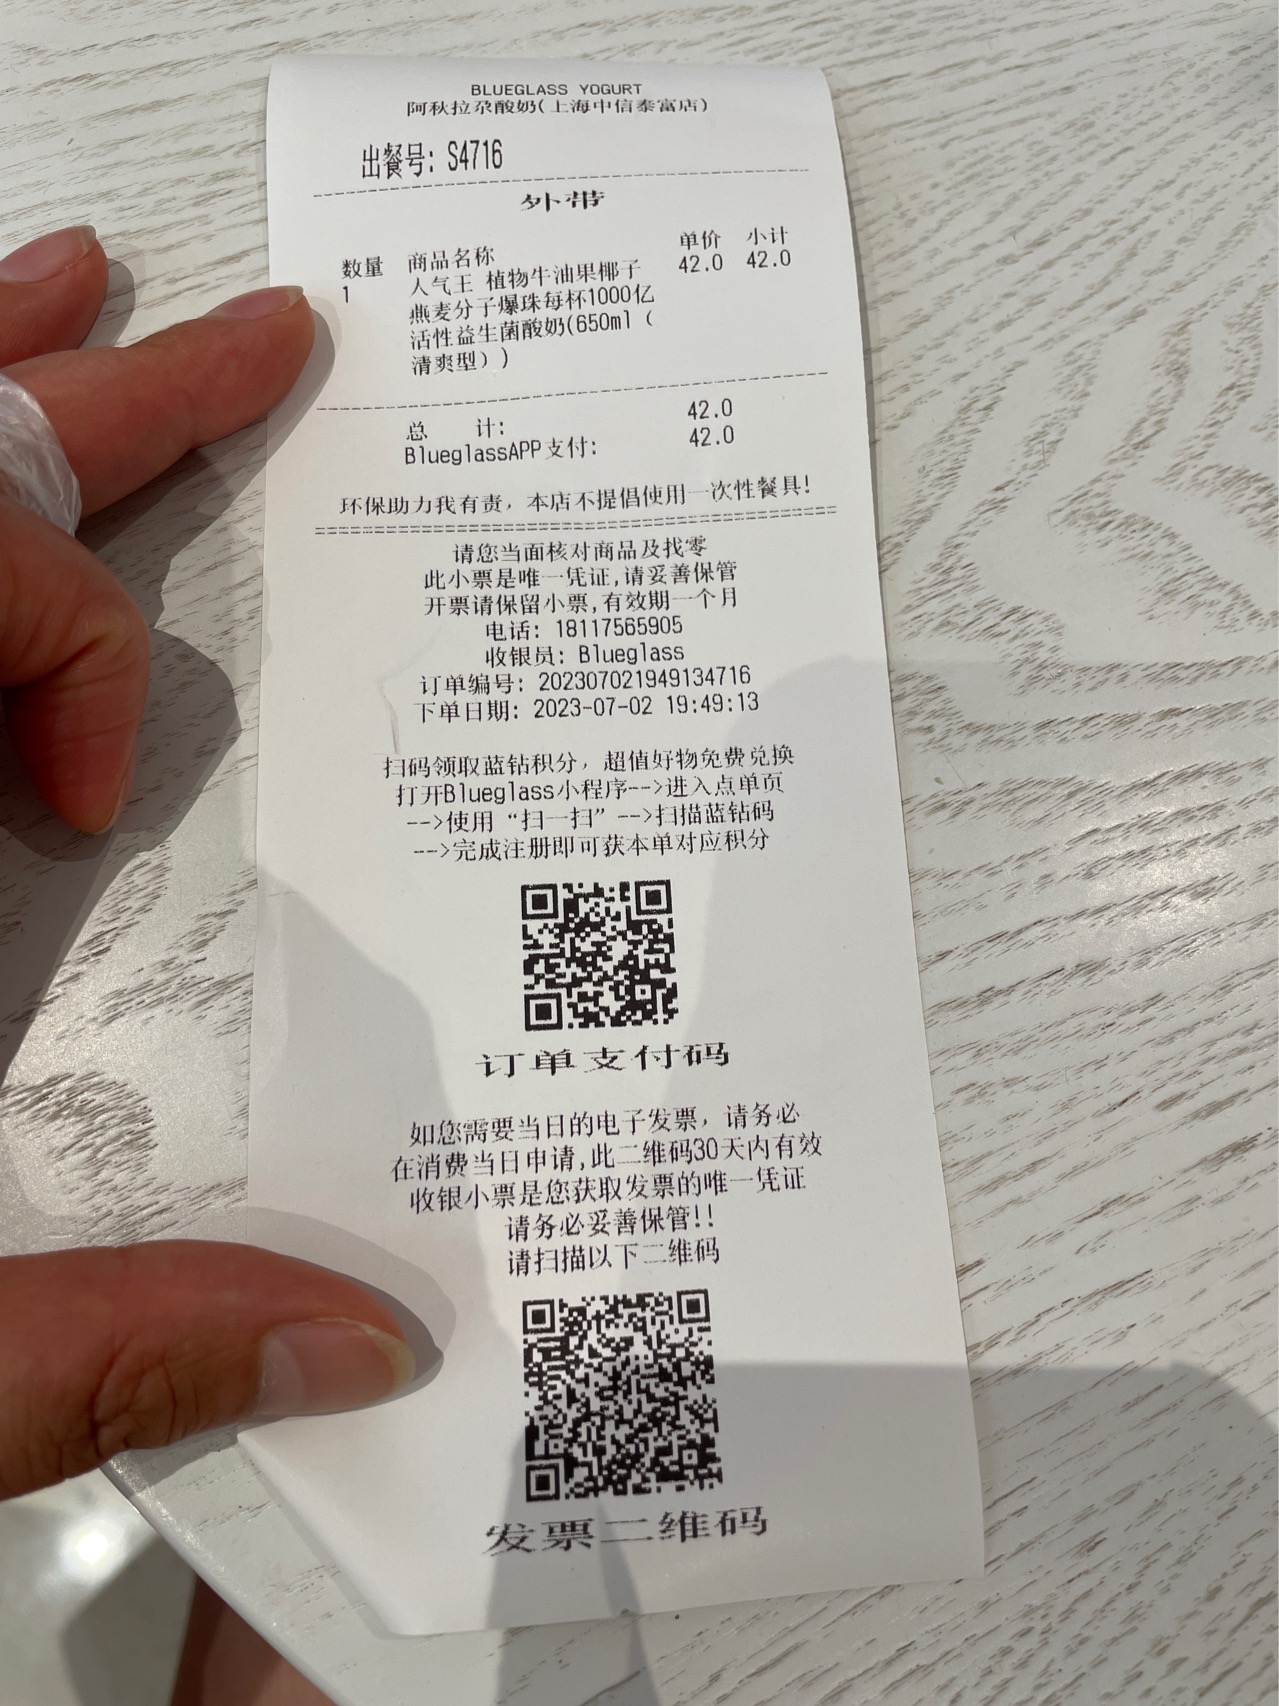 BLUEGLASS YOGURT
阿秋拉尕酸奶(上海中信泰富店)
出餐号: S4716
外带
数量 商品名称 单价 小计
1 人气王 植物牛油果椰子 42.0 42.0
燕麦分子爆珠每杯1000亿
活性益生菌酸奶(650ml (
清爽型))
总 计: 42.0
BlueglassAPP支付: 42.0
环保助力我有责, 本店不提倡使用一次性餐具!
请您当面核对商品及找零
此小票是唯一凭证,请妥善保管
开票请保留小票,有效期一个月
电话: 18117565905
收银员: Blueglass
订单编号: 202307021949134716
下单日期: 2023-07-02 19:49:13
扫码领取蓝钻积分, 超值好物免费兑换
打开Blueglass小程序-->进入点单页
-->使用“扫一扫”-->扫描蓝钻码
-->完成注册即可获本单对应积分
订单支付码
如您需要当日的电子发票, 请务必
在消费当日申请,此二维码30天内有效
收银小票是您获取发票的唯一凭证
请务必妥善保管!!
请扫描以下二维码
发票二维码